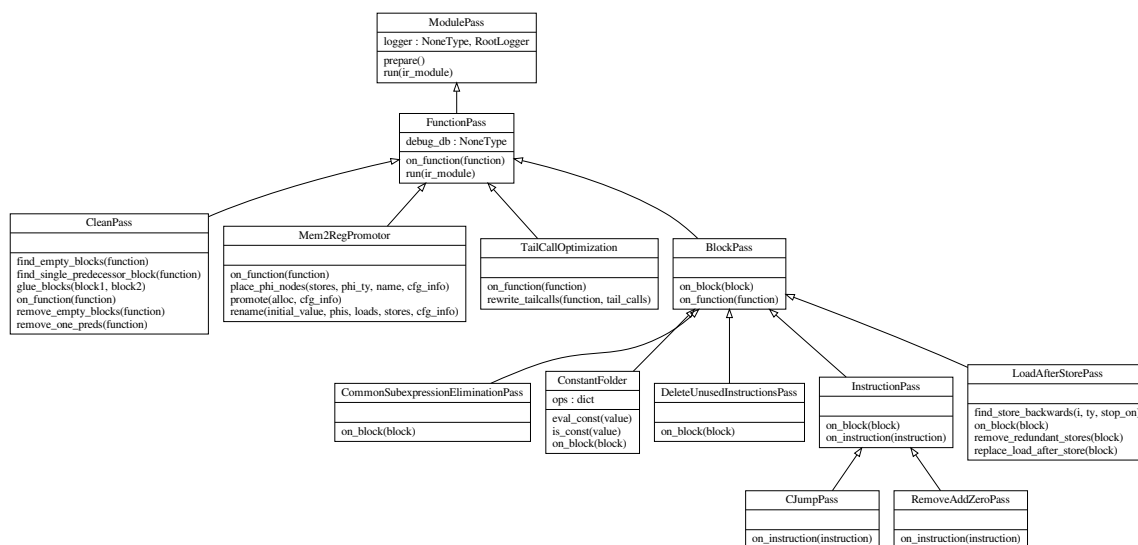 ModulePass
logger : NoneType, RootLogger
prepare()
run(ir_module)
FunctionPass
debug_db : NoneType
on_function(function)
run(ir_module)
CleanPass
find_empty_blocks(function)
find_single_predecessor_block(function)
glue_blocks(block1, block2)
on_function(function)
remove_empty_blocks(function)
remove_one_preds(function)
Mem2RegPromotor
on_function(function)
place_phi_nodes(stores, phi_ty, name, cfg_info)
promote(alloc, cfg_info)
rename(initial_value, phis, loads, stores, cfg_info)
TailCallOptimization
on_function(function)
rewrite_tailcalls(function, tail_calls)
BlockPass
on_block(block)
on_function(function)
CommonSubexpressionEliminationPass
on_block(block)
ConstantFolder
ops : dict
eval_const(value)
is_const(value)
on_block(block)
DeleteUnusedInstructionsPass
on_block(block)
InstructionPass
on_block(block)
on_instruction(instruction)
LoadAfterStorePass
find_store_backwards(i, ty, stop_on)
on_block(block)
remove_redundant_stores(block)
replace_load_after_store(block)
CJumpPass
on_instruction(instruction)
RemoveAddZeroPass
on_instruction(instruction)